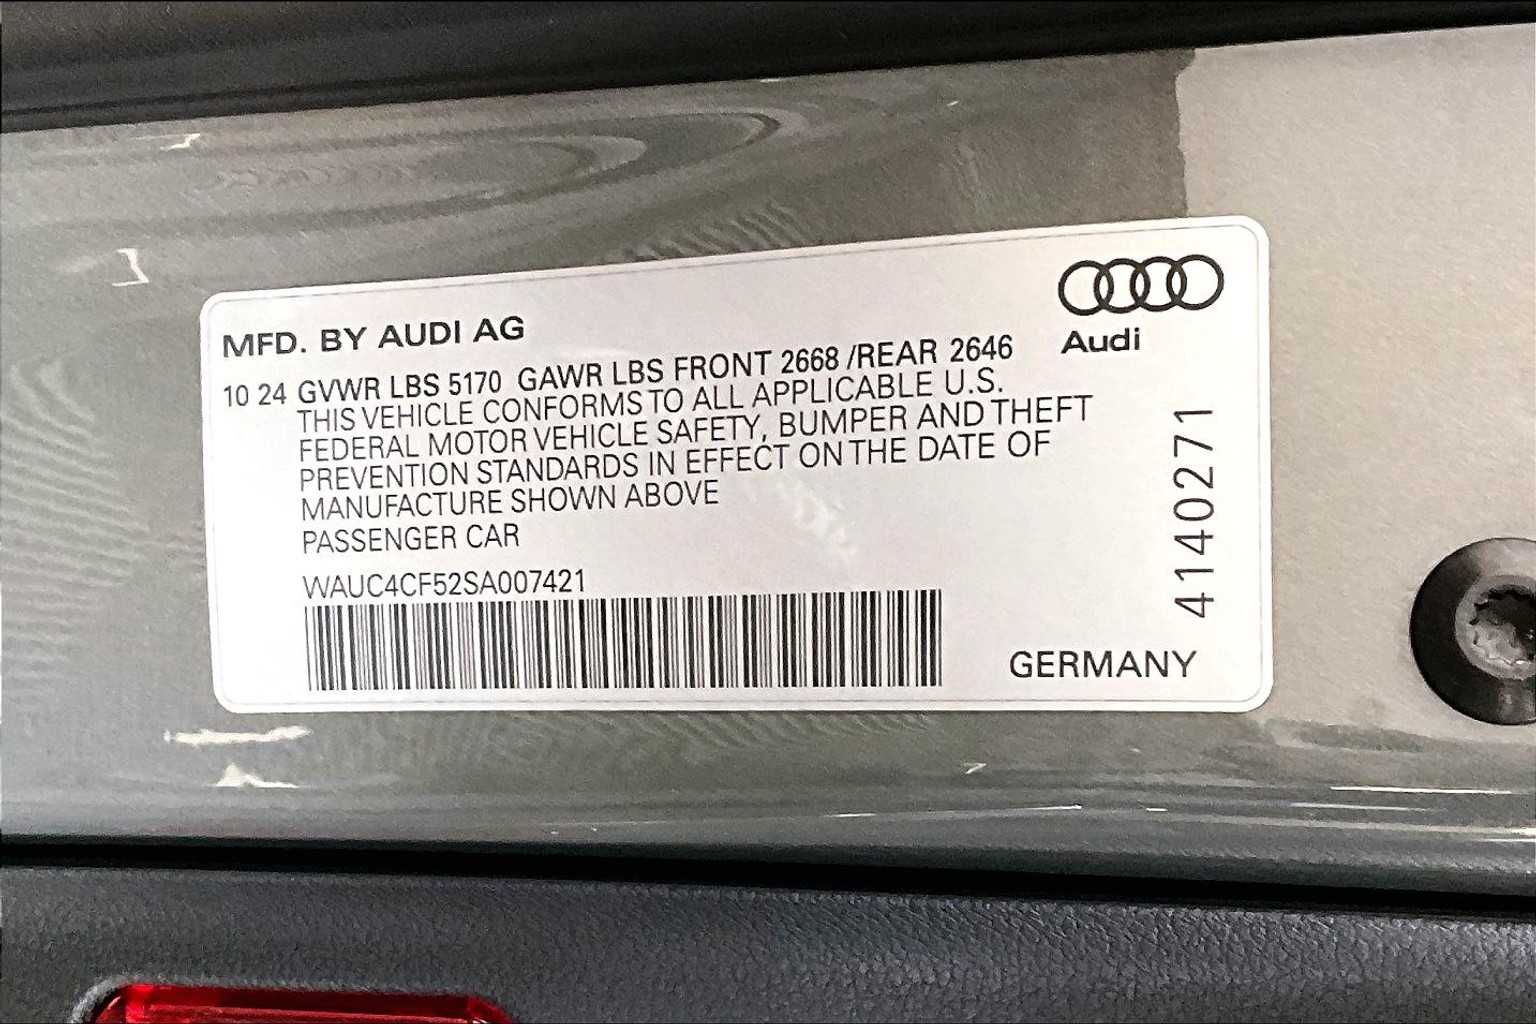 MFD. BY AUDI AG
Audi
10 24 GVWR LBS 5170 GAWR LBS FRONT 2668 /REAR 2646
THIS VEHICLE CONFORMS TO ALL APPLICABLE U.S.
FEDERAL MOTOR VEHICLE SAFETY, BUMPER AND THEFT
PREVENTION STANDARDS IN EFFECT ON THE DATE OF
MANUFACTURE SHOWN ABOVE
PASSENGER CAR
WAUC4CF52SA007421
4140271
GERMANY